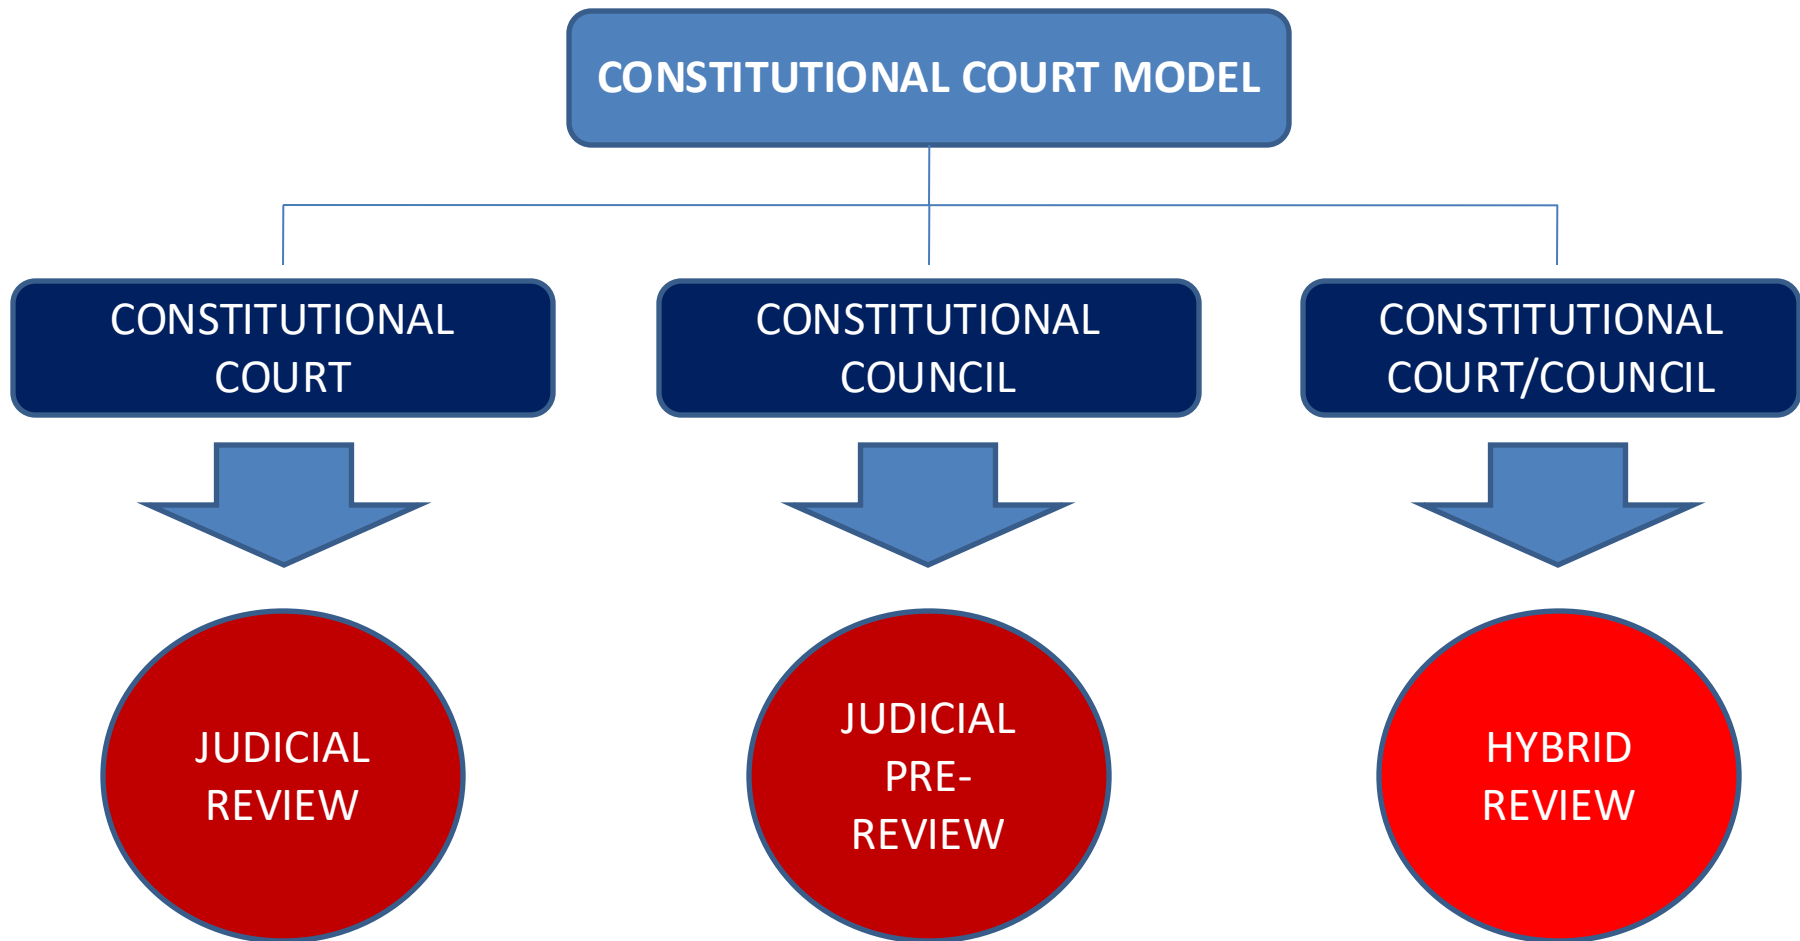 CONSTITUTIONAL COURT MODEL
CONSTITUTIONAL
COURT
CONSTITUTIONAL
COUNCIL
CONSTITUTIONAL
COURT/COUNCIL
JUDICIAL
REVIEW
JUDICIAL
PRE-
REVIEW
HYBRID
REVIEW